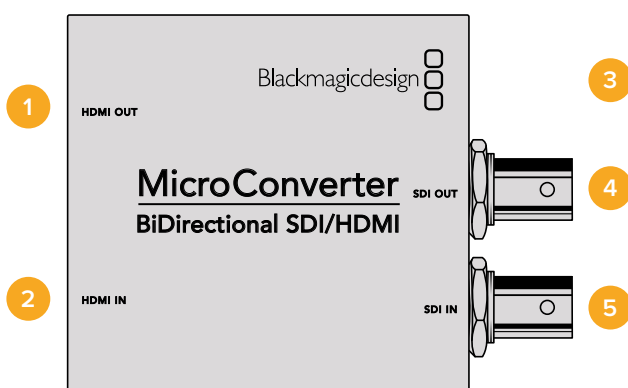 Blackmagicdesign
1
HDMI OUT
3
MicroConverter
SDI OUT
4
BiDirectional SDI/HDMI
2
HDMI IN
SDI IN
5